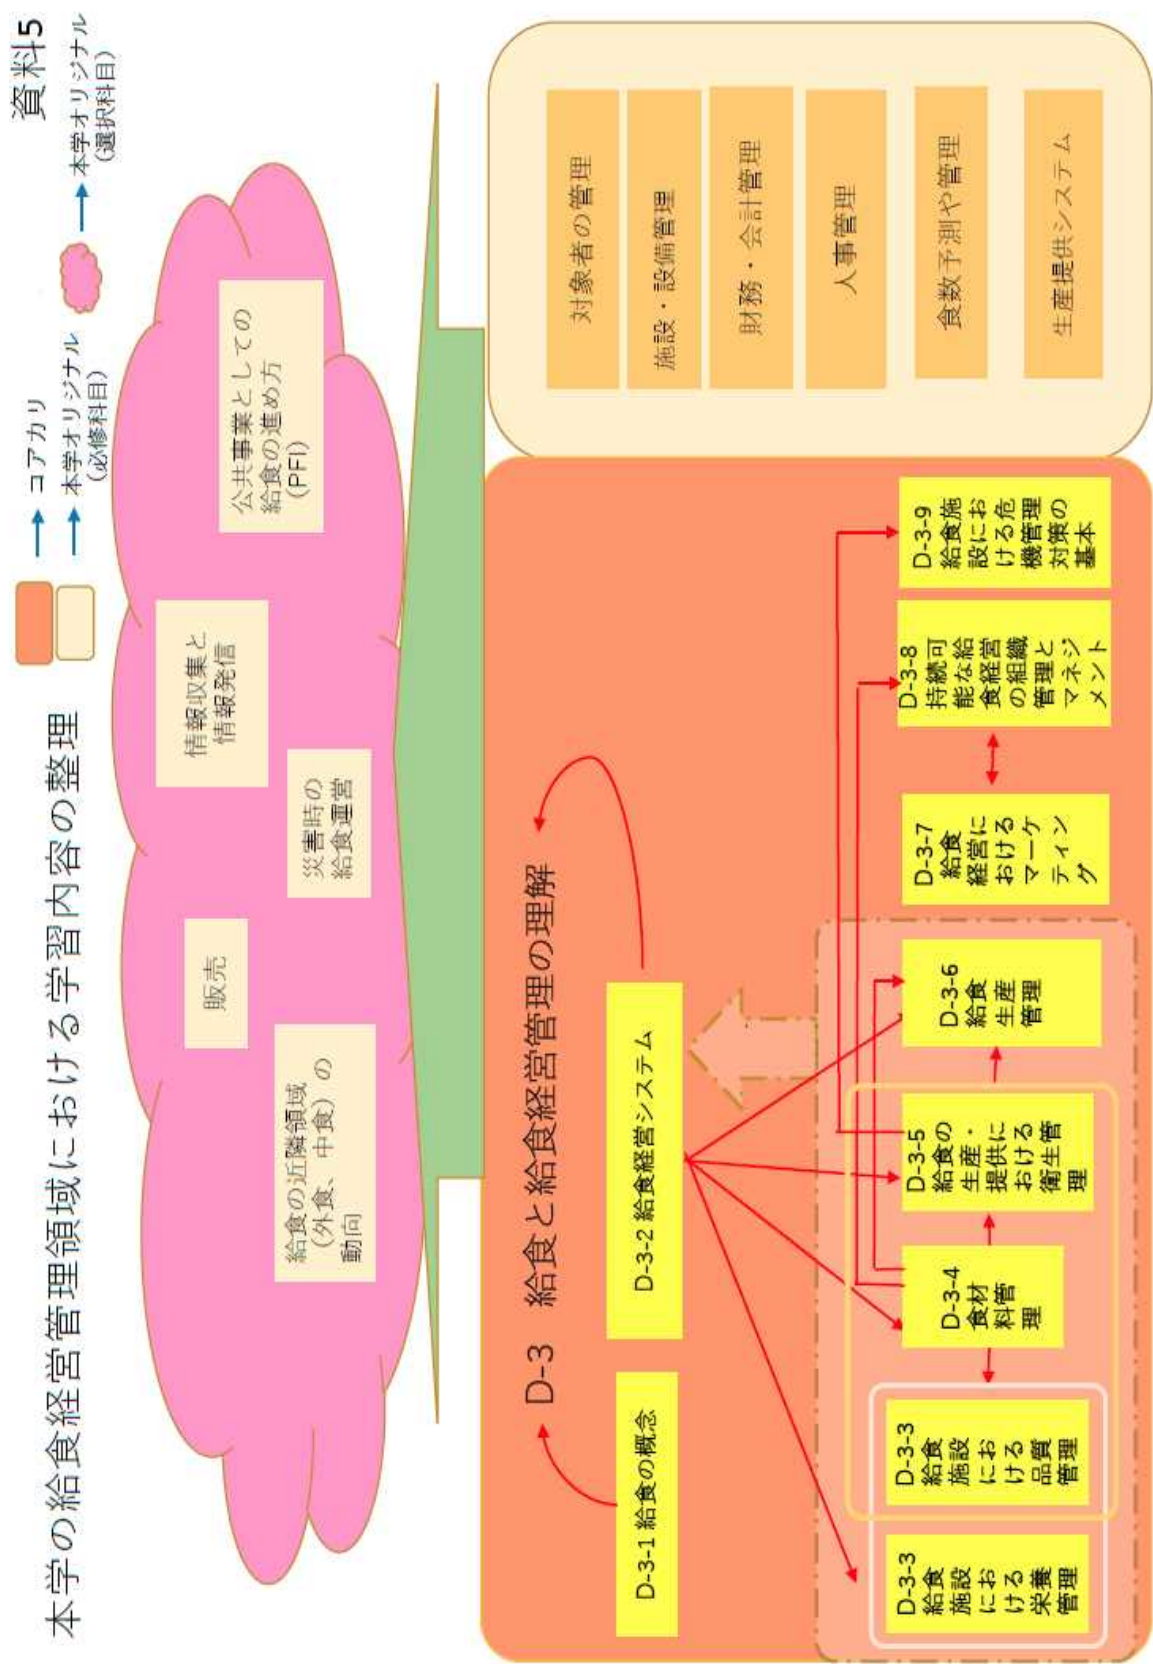 資料5
本学の給食経営管理領域における学習内容の整理
コアカリ
本学オリジナル
（必修科目）
本学オリジナル
（選択科目）
給食の近隣領域
（外食、中食）の
動向
販売
災害時の
給食運営
情報収集と
情報発信
公共事業としての
給食の進め方
（PFI）
D-3　給食と給食経営管理の理解
D-3-1 給食の概念
D-3-2 給食経営システム
D-3-3
給食
施設
にお
ける
栄養
管理
D-3-3
給食
施設
にお
ける
品質
管理
D-3-4
食材
料管
理
D-3-5
給食の
生産・
提供に
おける
衛生管
理
D-3-6
給食
生産
管理
D-3-7
給食
経営に
おける
マーケ
ティン
グ
D-3-8
持続可
能な給
食経営
の組織
管理と
マネジ
メント
D-3-9
給食施
設にお
ける危
機管理
対策の
基本
対象者の管理
施設・設備管理
財務・会計管理
人事管理
食数予測や管理
生産提供システム